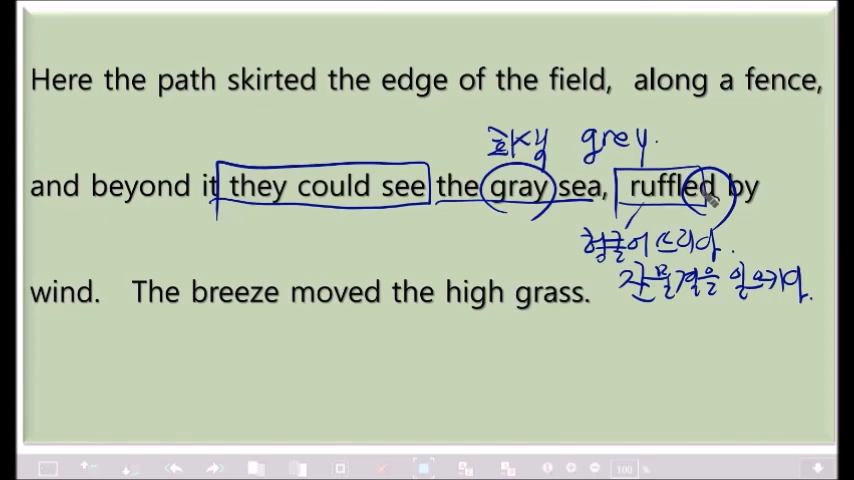 Here the path skirted the edge of the field, along a fence,
회색 grey.
and beyond it they could see the gray sea, ruffled by
헝클어뜨리다.
잔물결을 일으키다.
wind. The breeze moved the high grass.
100 %